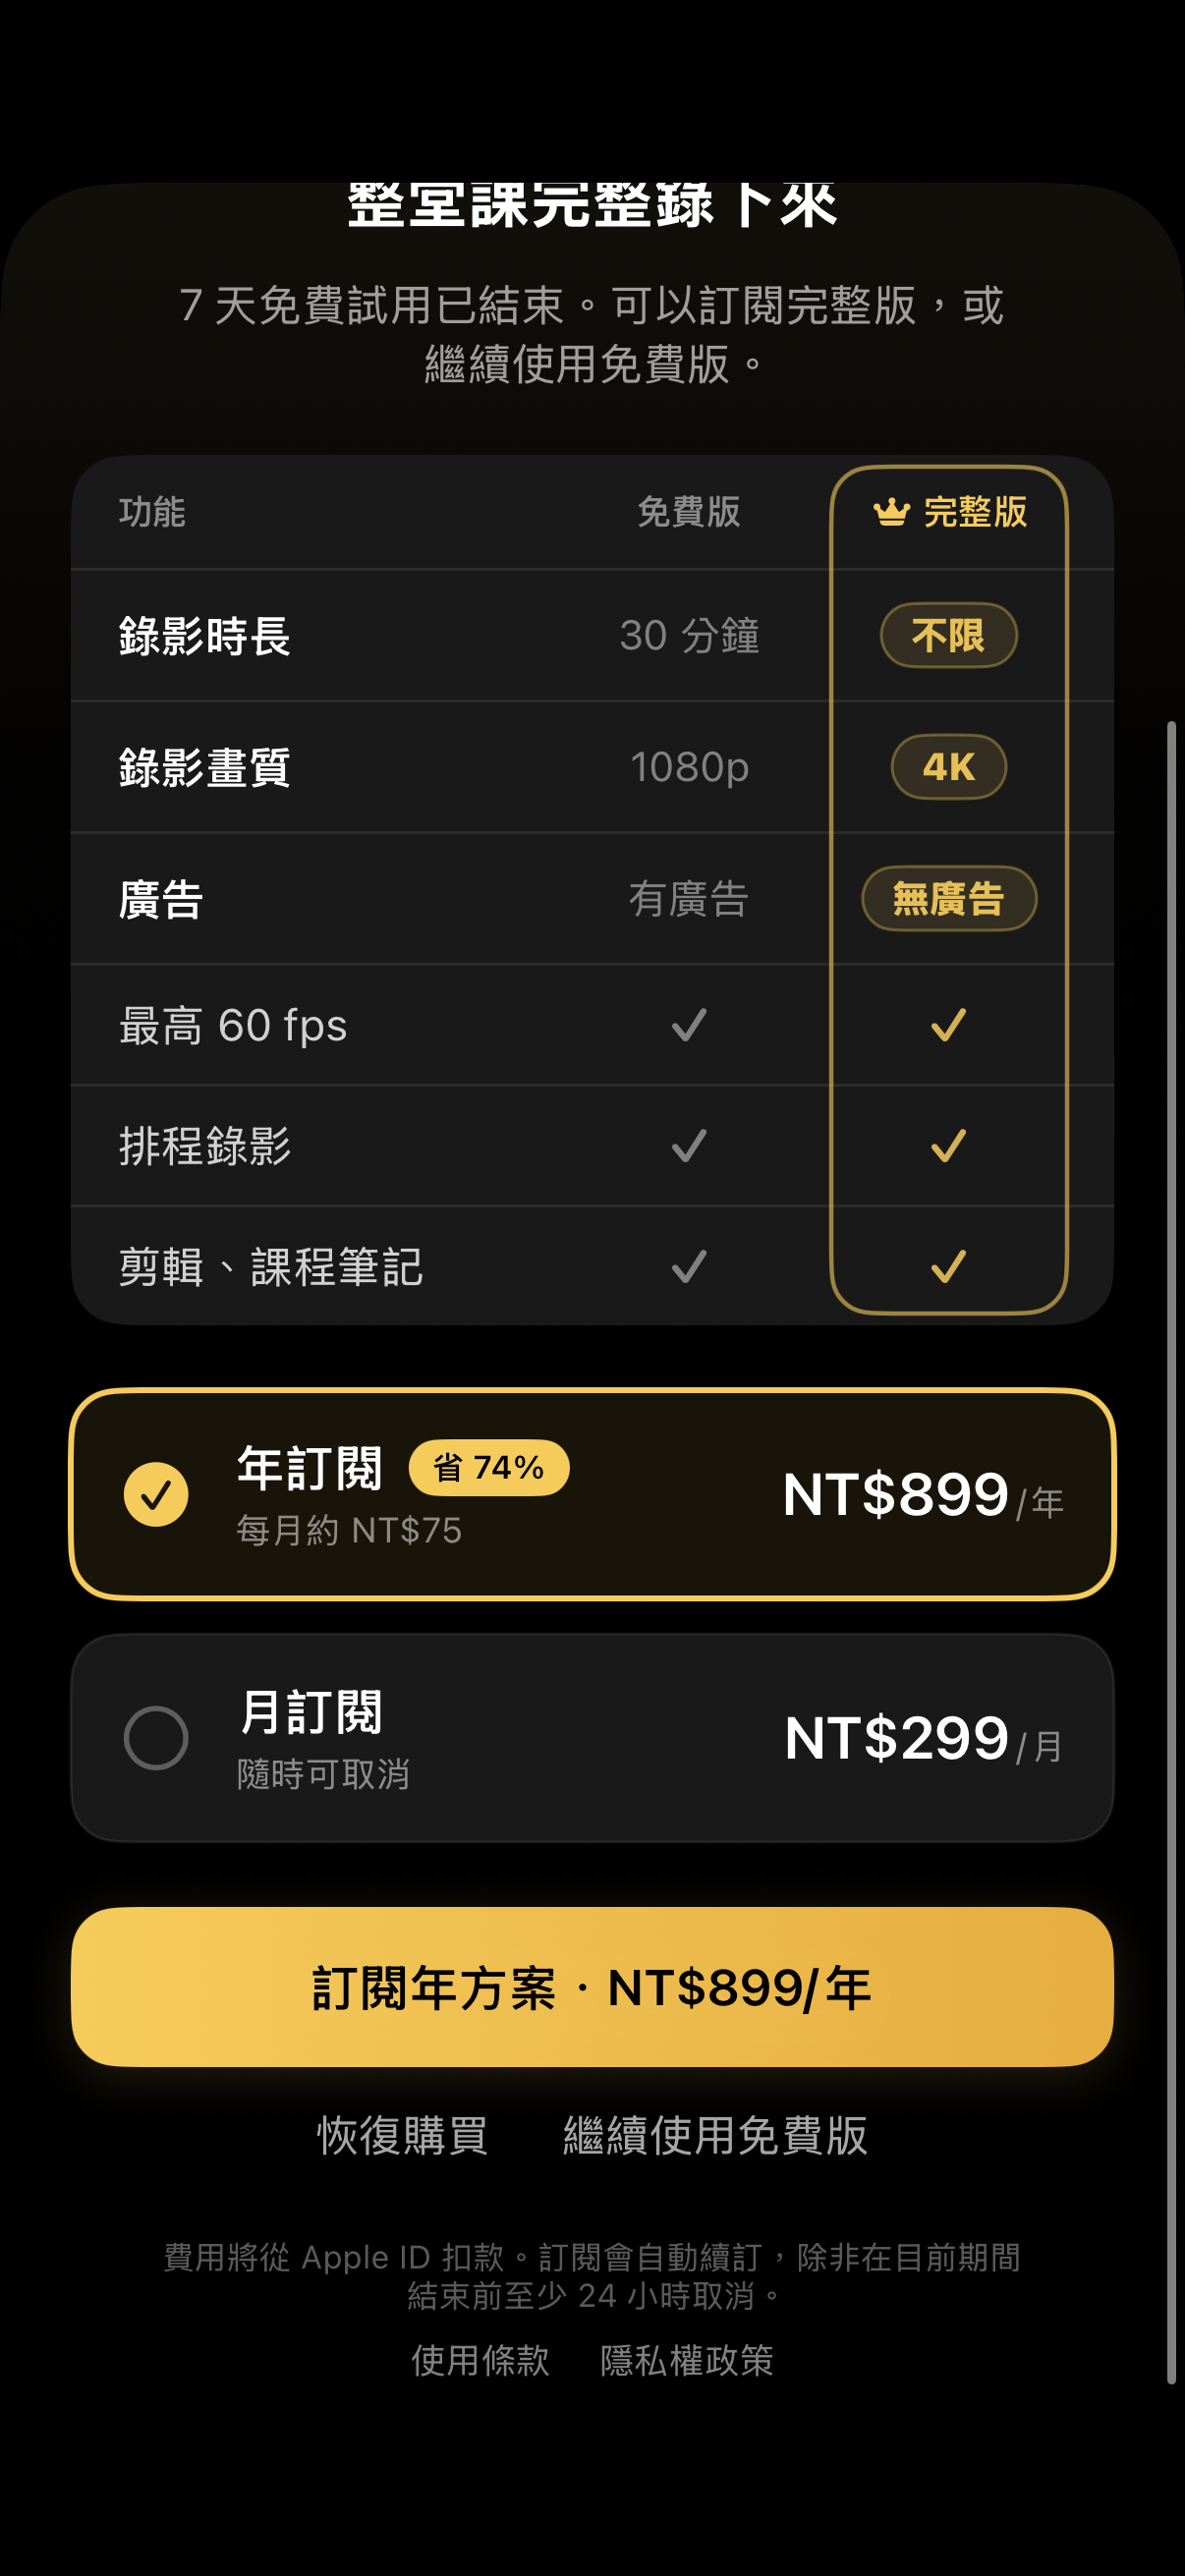 整堂課完整錄下來
7 天免費試用已結束。可以訂閱完整版，或
繼續使用免費版。
功能 免費版 完整版
錄影時長 30 分鐘 不限
錄影畫質 1080p 4K
廣告 有廣告 無廣告
最高 60 fps
排程錄影
剪輯、課程筆記
年訂閱 省 74%
每月約 NT$75
NT$899 / 年
月訂閱
隨時可取消
NT$299 / 月
訂閱年方案 · NT$899/年
恢復購買 繼續使用免費版
費用將從 Apple ID 扣款。訂閱會自動續訂，除非在目前期間
結束前至少 24 小時取消。
使用條款 隱私權政策